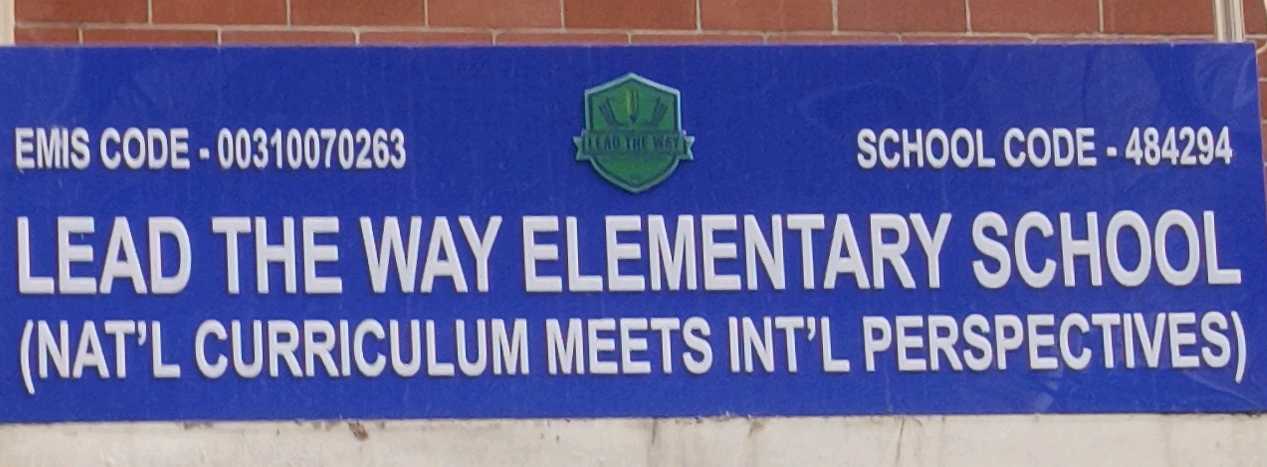 LEAD THE WAY
EMIS CODE - 00310070263
SCHOOL CODE - 484294
LEAD THE WAY ELEMENTARY SCHOOL
(NAT'L CURRICULUM MEETS INT'L PERSPECTIVES)